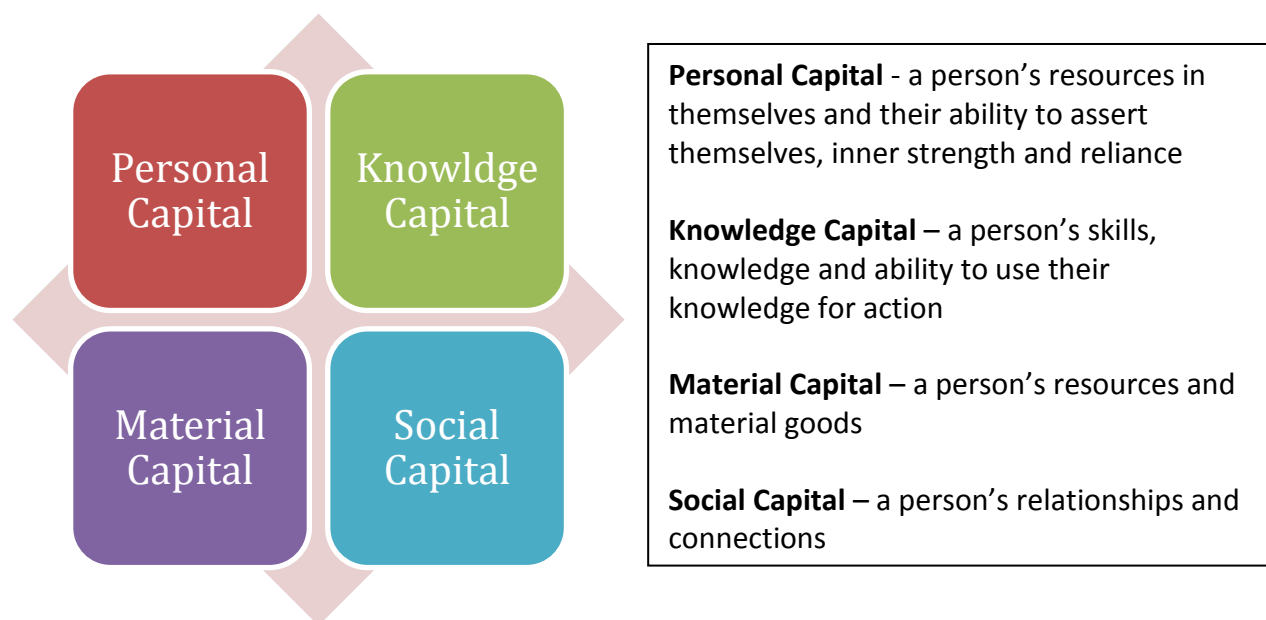 Personal
Capital
Knowldge
Capital
Material
Capital
Social
Capital
Personal Capital - a person’s resources in
themselves and their ability to assert
themselves, inner strength and reliance
Knowledge Capital – a person’s skills,
knowledge and ability to use their
knowledge for action
Material Capital – a person’s resources and
material goods
Social Capital – a person’s relationships and
connections